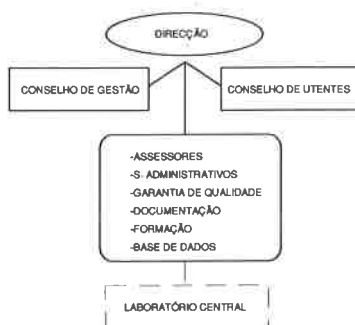 DIRECÇÃO
CONSELHO DE GESTÃO
CONSELHO DE UTENTES
-ASSESSORES
-S. ADMINISTRATIVOS
-GARANTIA DE QUALIDADE
-DOCUMENTAÇÃO
-FORMAÇÃO
-BASE DE DADOS
LABORATÓRIO CENTRAL